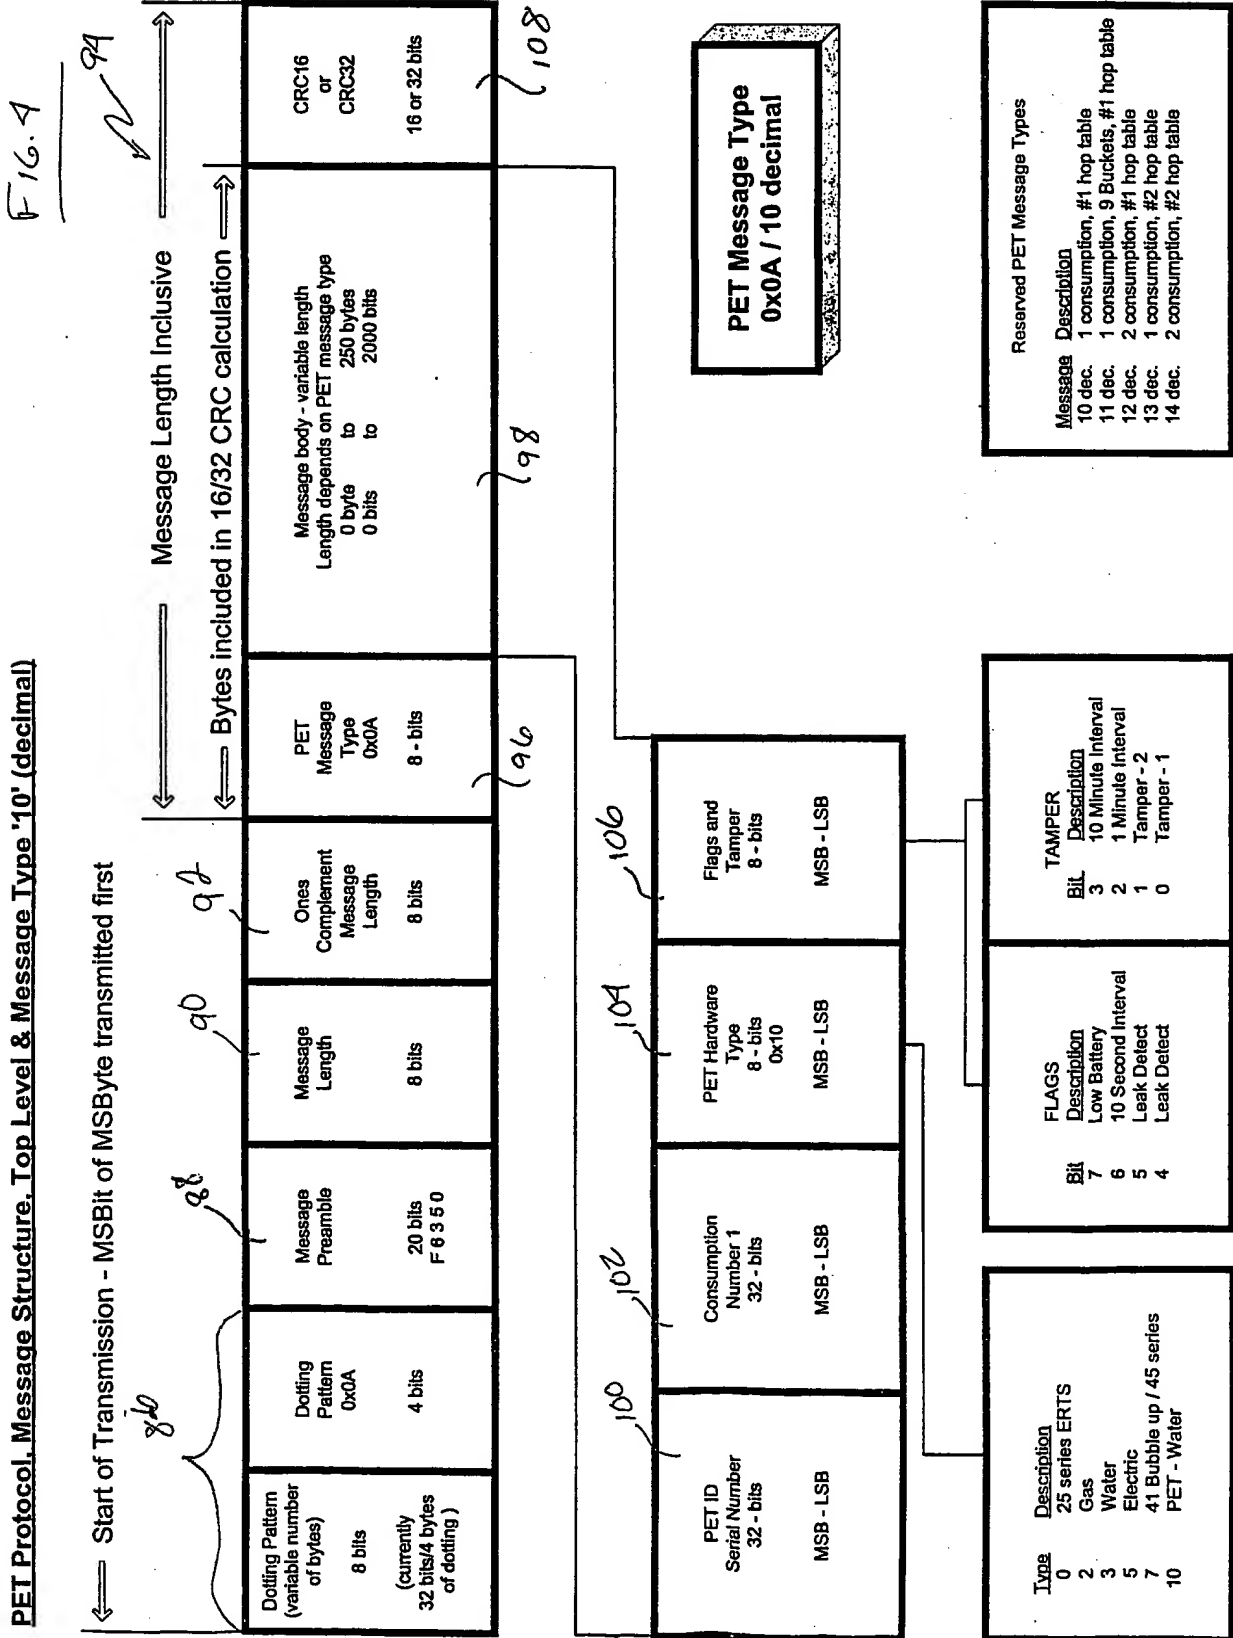 FIG. 4
PET Protocol, Message Structure, Top Level & Message Type '10' (decimal)
Start of Transmission - MSBit of MSByte transmitted first
Message Length Inclusive
94
Bytes included in 16/32 CRC calculation
86
88
90
92
Dotting Pattern
(variable number
of bytes)
8 bits
(currently
32 bits/4 bytes
of dotting )
Dotting
Pattern
0x0A
4 bits
Message
Preamble
20 bits
F 6 3 5 0
Message
Length
8 bits
Ones
Complement
Message
Length
8 bits
PET
Message
Type
0x0A
8 - bits
Message body - variable length
Length depends on PET message type
0 byte to 250 bytes
0 bits to 2000 bits
CRC16
or
CRC32
16 or 32 bits
96
98
108
100
102
104
106
PET ID
Serial Number
32 - bits
MSB - LSB
Consumption
Number 1
32 - bits
MSB - LSB
PET Hardware
Type
8 - bits
0x10
MSB - LSB
Flags and
Tamper
8 - bits
MSB - LSB
PET Message Type
0x0A / 10 decimal
Type Description
0 25 series ERTS
2 Gas
3 Water
5 Electric
7 41 Bubble up / 45 series
10 PET - Water
FLAGS
Bit Description
7 Low Battery
6 10 Second Interval
5 Leak Detect
4 Leak Detect
TAMPER
Bit Description
3 10 Minute Interval
2 1 Minute Interval
1 Tamper - 2
0 Tamper - 1
Reserved PET Message Types
Message Description
10 dec. 1 consumption, #1 hop table
11 dec. 1 consumption, 9 Buckets, #1 hop table
12 dec. 2 consumption, #1 hop table
13 dec. 1 consumption, #2 hop table
14 dec. 2 consumption, #2 hop table